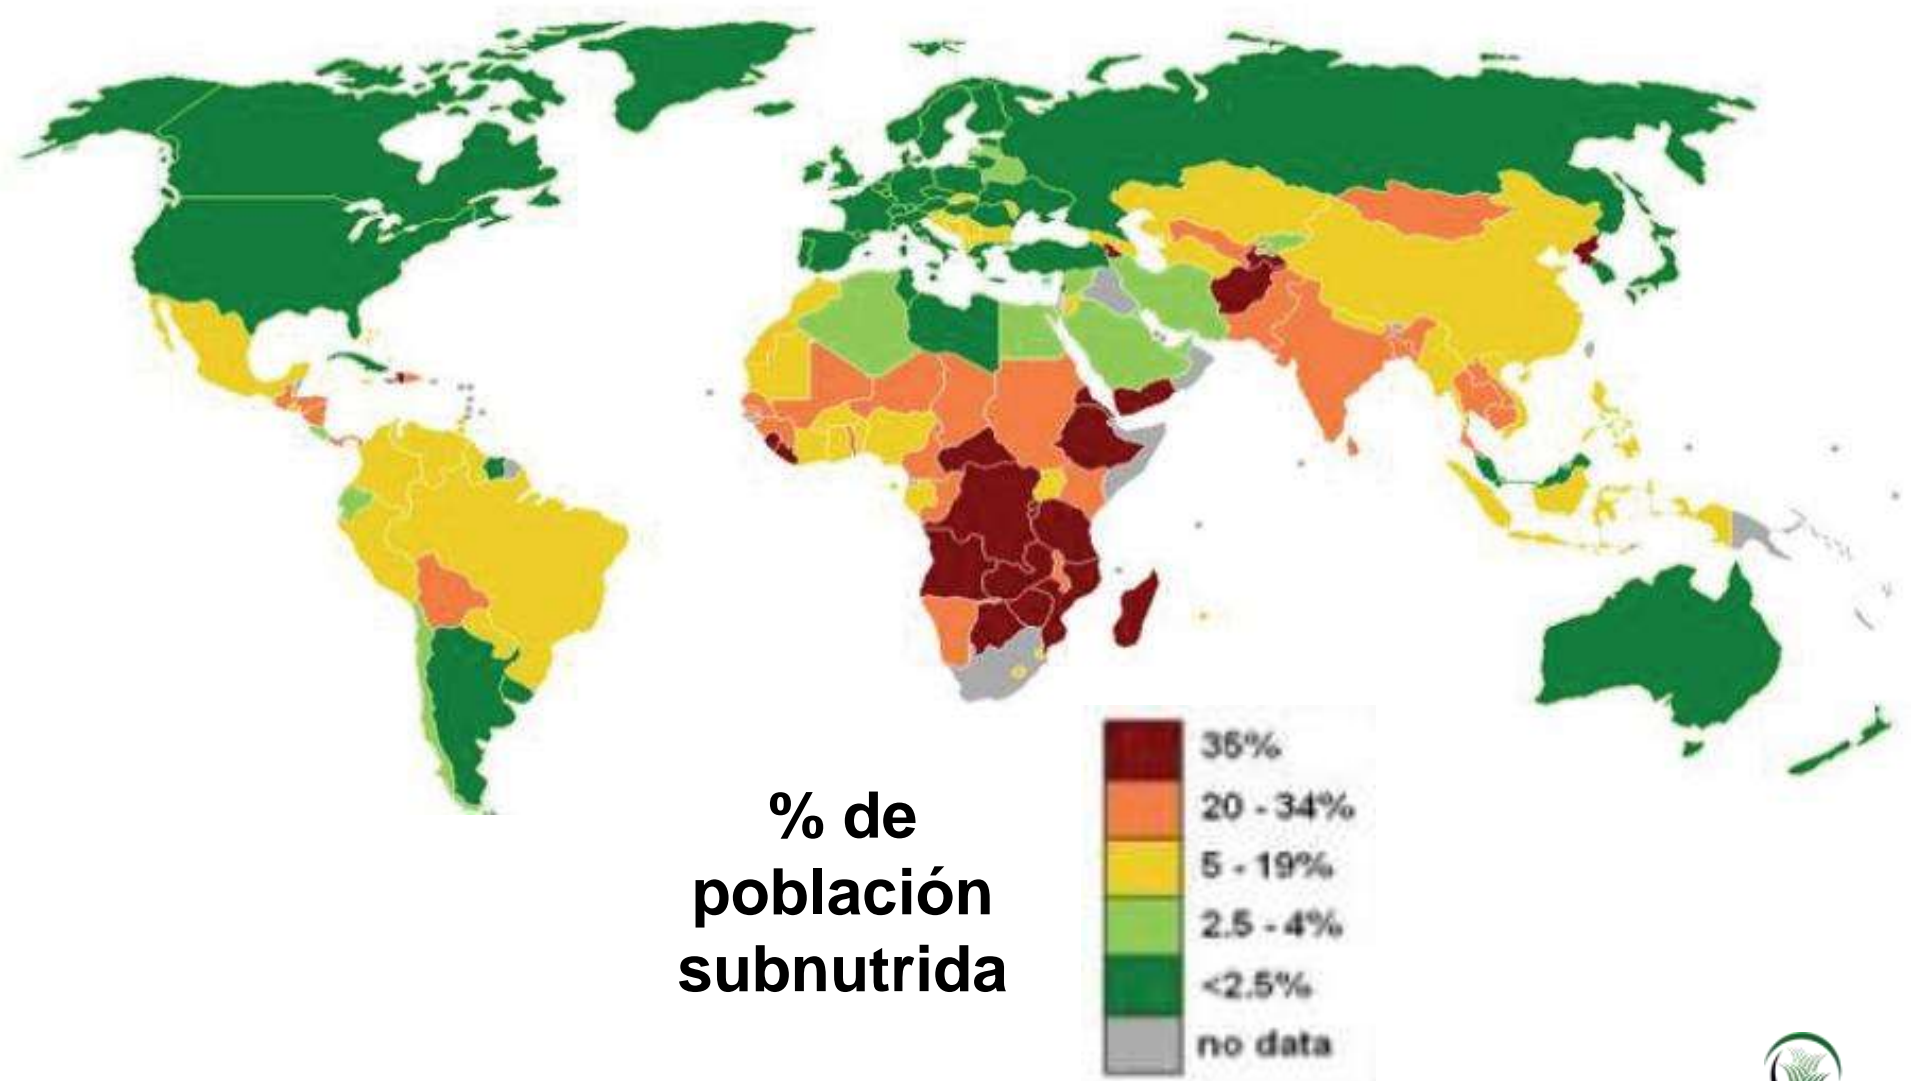 % de
población
subnutrida
35%
20 - 34%
5 - 19%
2.5 - 4%
<2.5%
no data